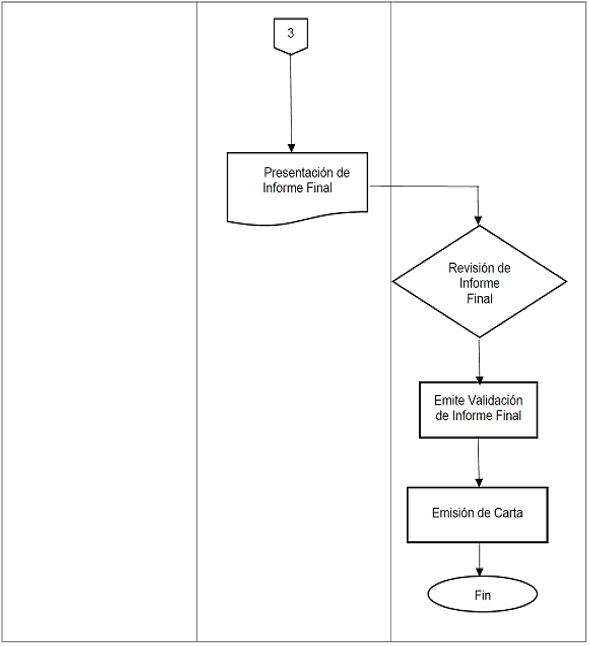 3
Presentación de
Informe Final
Revisión de
Informe
Final
Emite Validación
de Informe Final
Emisión de Carta
Fin